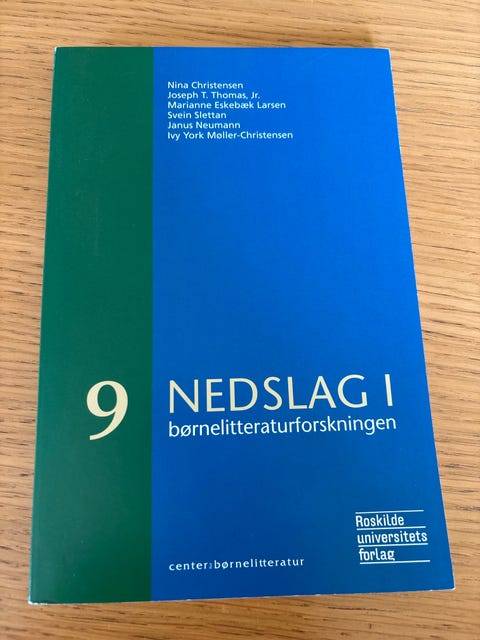 Nina Christensen
Joseph T. Thomas, Jr.
Marianne Eskebæk Larsen
Svein Slettan
Janus Neumann
Ivy York Møller-Christensen
9 NEDSLAG I
børnelitteraturforskningen
Roskilde
universitets
forlag
center for børnelitteratur